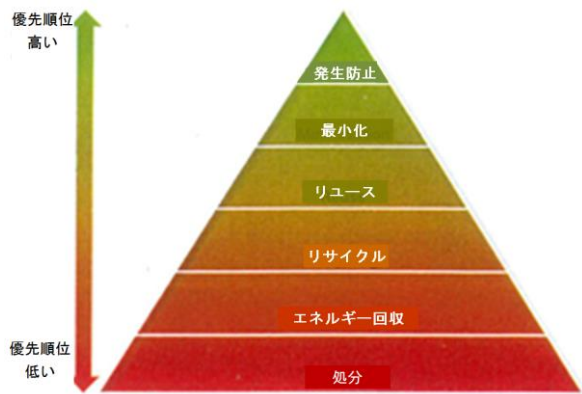 優先順位
高い
発生防止
最小化
リユース
リサイクル
エネルギー回収
処分
優先順位
低い